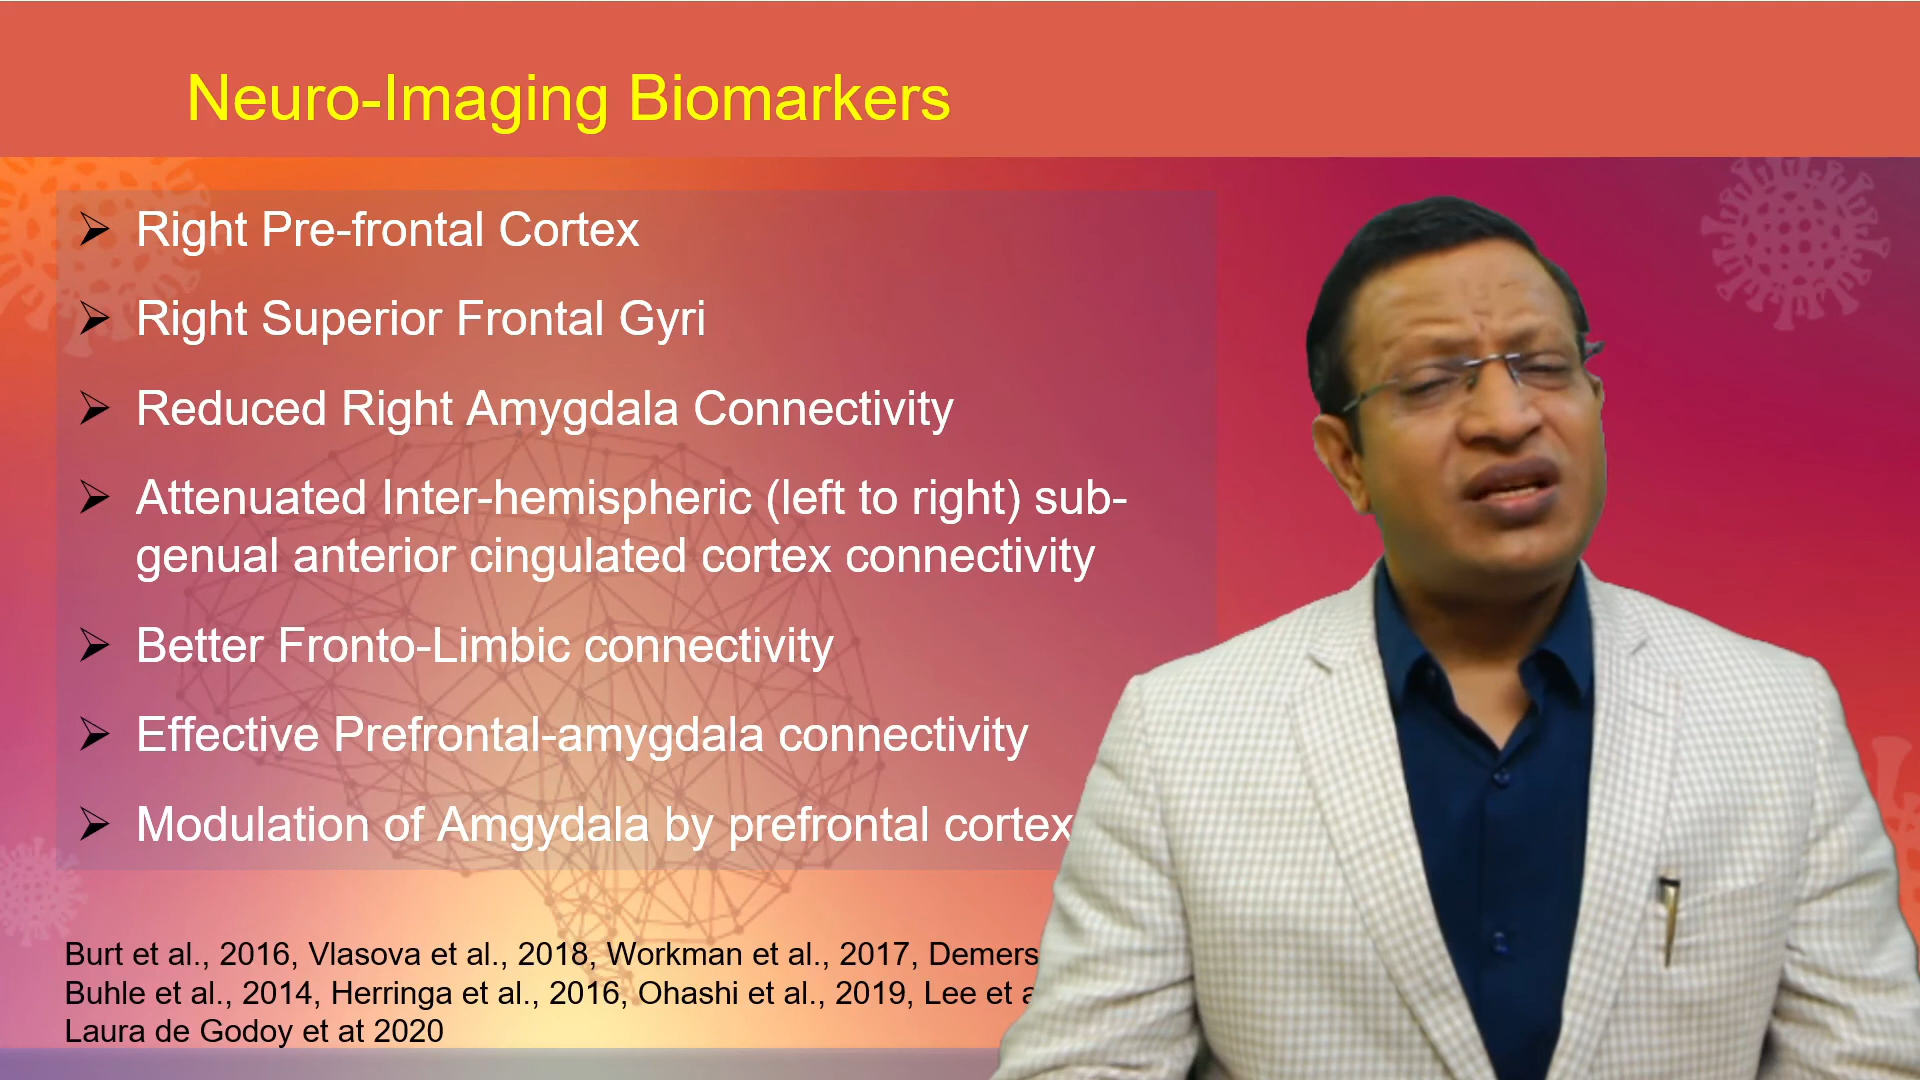 Neuro-Imaging Biomarkers
Right Pre-frontal Cortex
Right Superior Frontal Gyri
Reduced Right Amygdala Connectivity
Attenuated Inter-hemispheric (left to right) sub-
genual anterior cingulated cortex connectivity
Better Fronto-Limbic connectivity
Effective Prefrontal-amygdala connectivity
Modulation of Amgydala by prefrontal cortex
Burt et al., 2016, Vlasova et al., 2018, Workman et al., 2017, Demers
Buhle et al., 2014, Herringa et al., 2016, Ohashi et al., 2019, Lee et
Laura de Godoy et at 2020